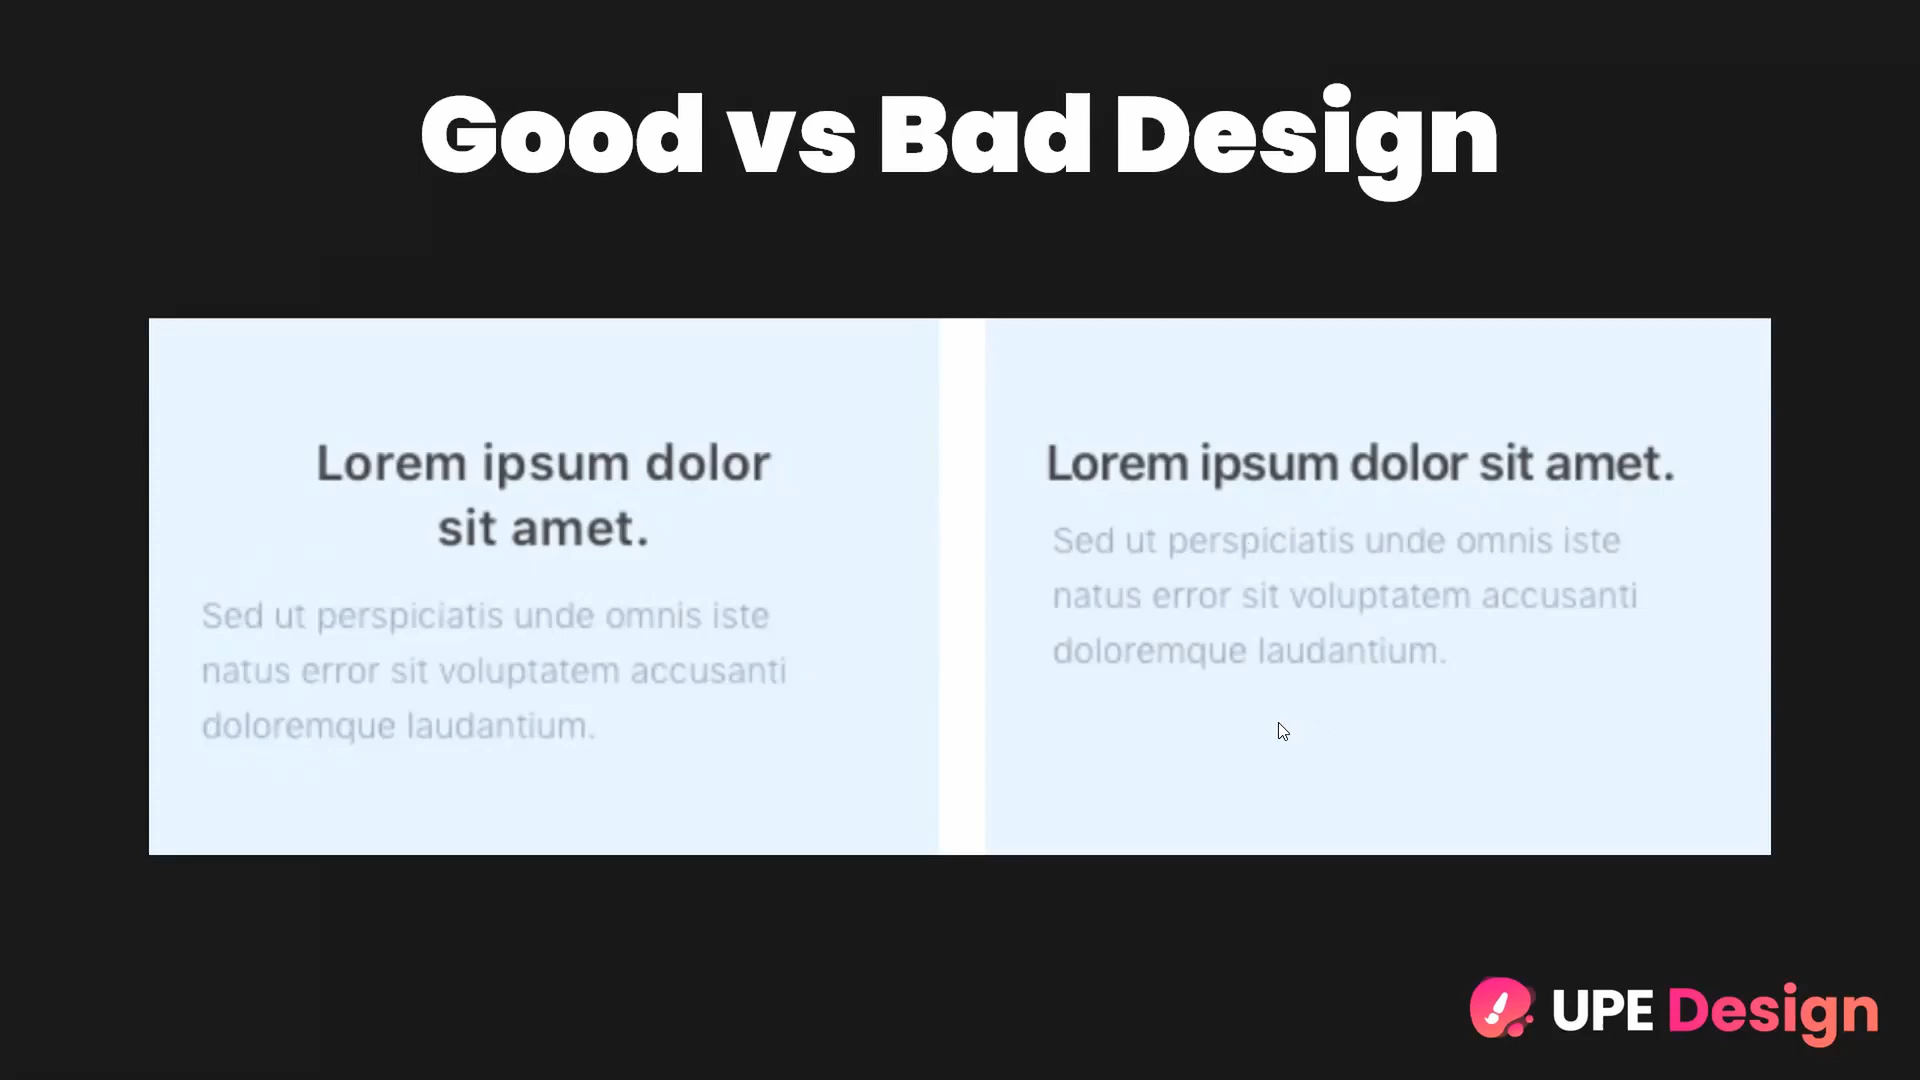 Good vs Bad Design
Lorem ipsum dolor
sit amet.
Sed ut perspiciatis unde omnis iste
natus error sit voluptatem accusanti
doloremque laudantium.
Lorem ipsum dolor sit amet.
Sed ut perspiciatis unde omnis iste
natus error sit voluptatem accusanti
doloremque laudantium.
UPE Design